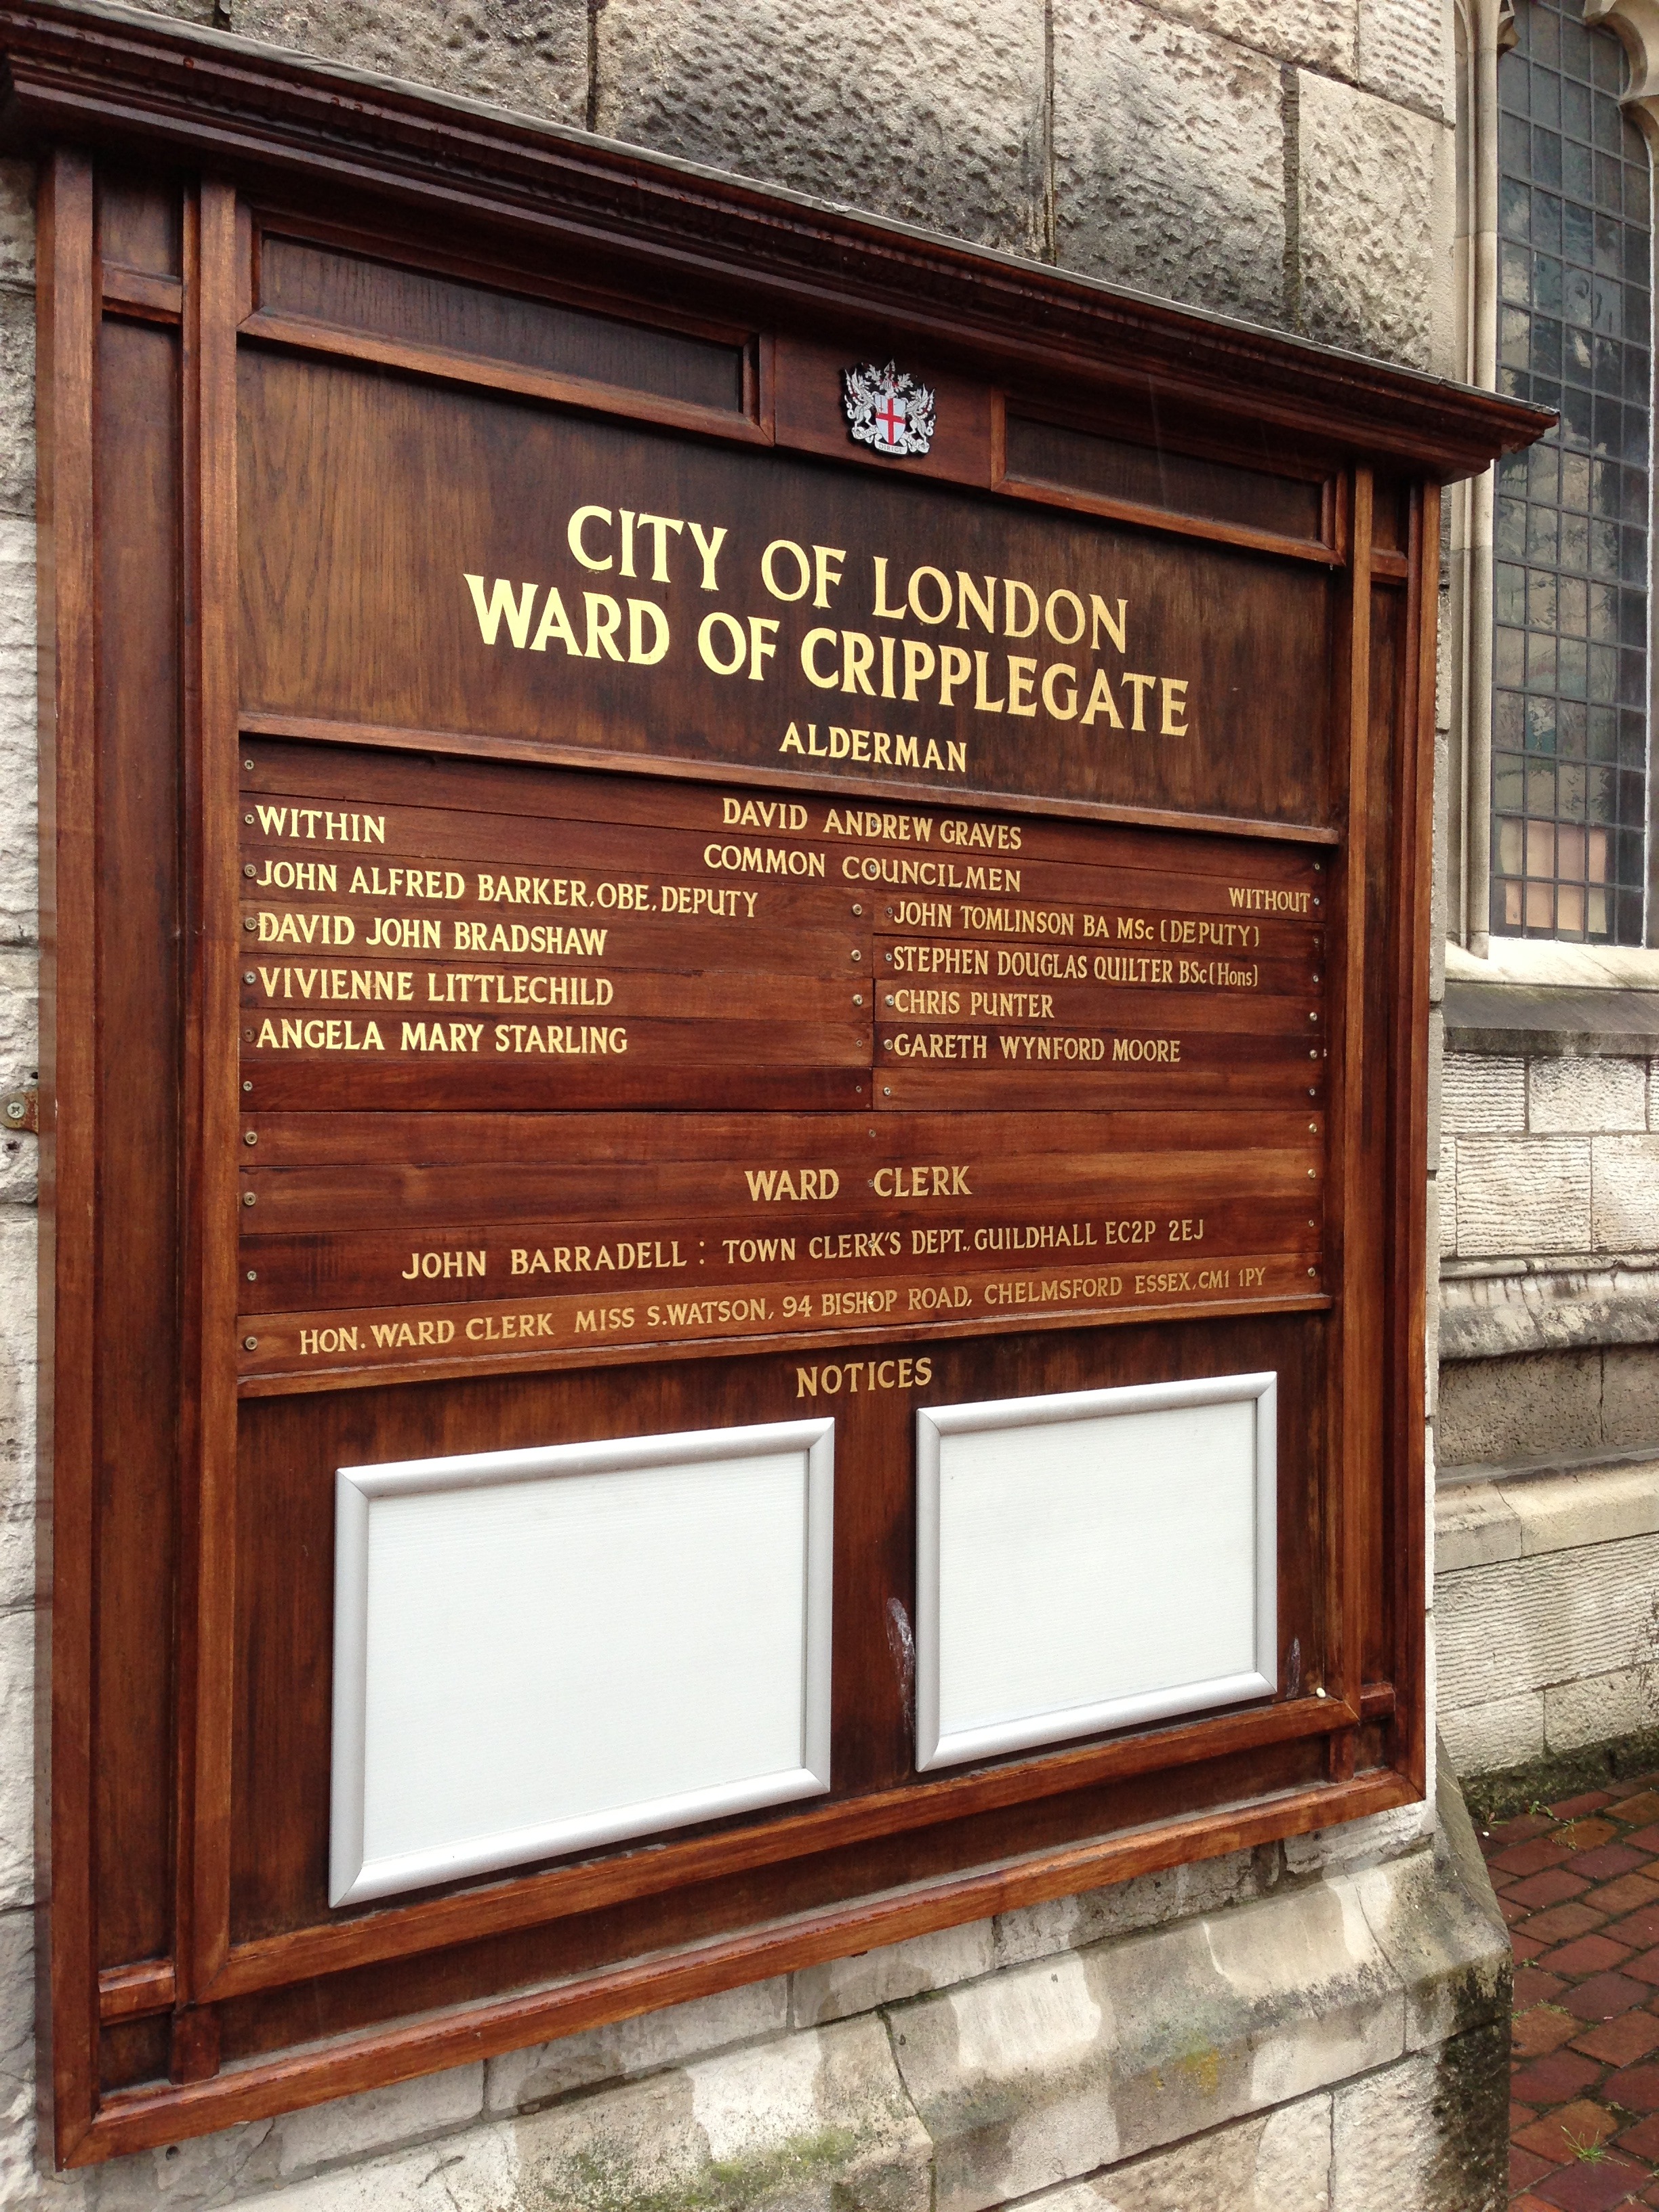 CITY OF LONDON
WARD OF CRIPPLEGATE
ALDERMAN
DAVID ANDREW GRAVES
COMMON COUNCILMEN
WITHIN
JOHN ALFRED BARKER, OBE, DEPUTY
DAVID JOHN BRADSHAW
VIVIENNE LITTLECHILD
ANGELA MARY STARLING
WITHOUT
JOHN TOMLINSON BA MSc (DEPUTY)
STEPHEN DOUGLAS QUILTER BSc (Hons)
CHRIS PUNTER
GARETH WYNFORD MOORE
WARD CLERK
JOHN BARRADELL : TOWN CLERK'S DEPT., GUILDHALL EC2P 2EJ
HON. WARD CLERK MISS S.WATSON, 94 BISHOP ROAD, CHELMSFORD ESSEX, CM1 1PY
NOTICES